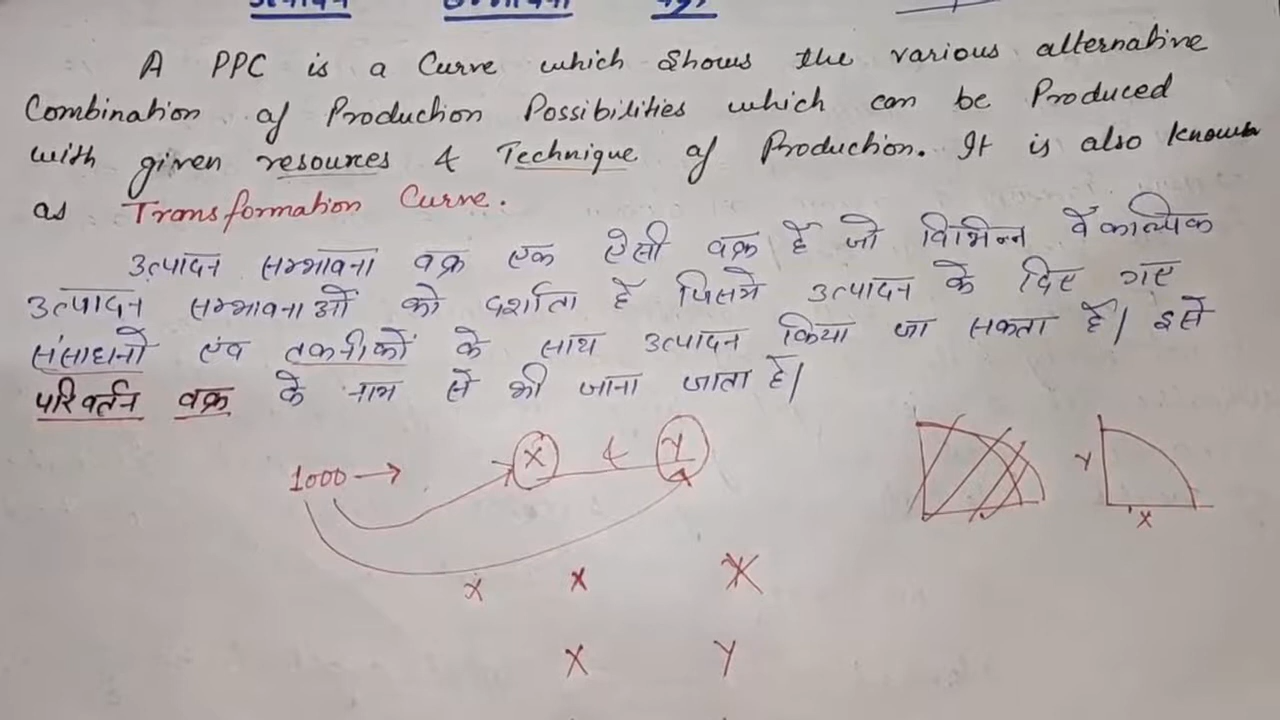 A PPC is a Curve which shows the various alternative
Combination of Production Possibilities which can be Produced
with given resources & Technique of Production. It is also known
as Transformation Curve.
उत्पादन सम्भावना वक्र एक ऐसी वक्र है जो विभिन्न वैकल्पिक
उत्पादन सम्भावनाओं को दर्शाता है जिसमे उत्पादन के दिए गए
संसाधनों एंव तकनीकों के साथ उत्पादन किया जा सकता है। इसे
परिवर्तन वक्र के नाम से भी जाना जाता है।
1000 → X & Y
Y
X
X X X
X Y